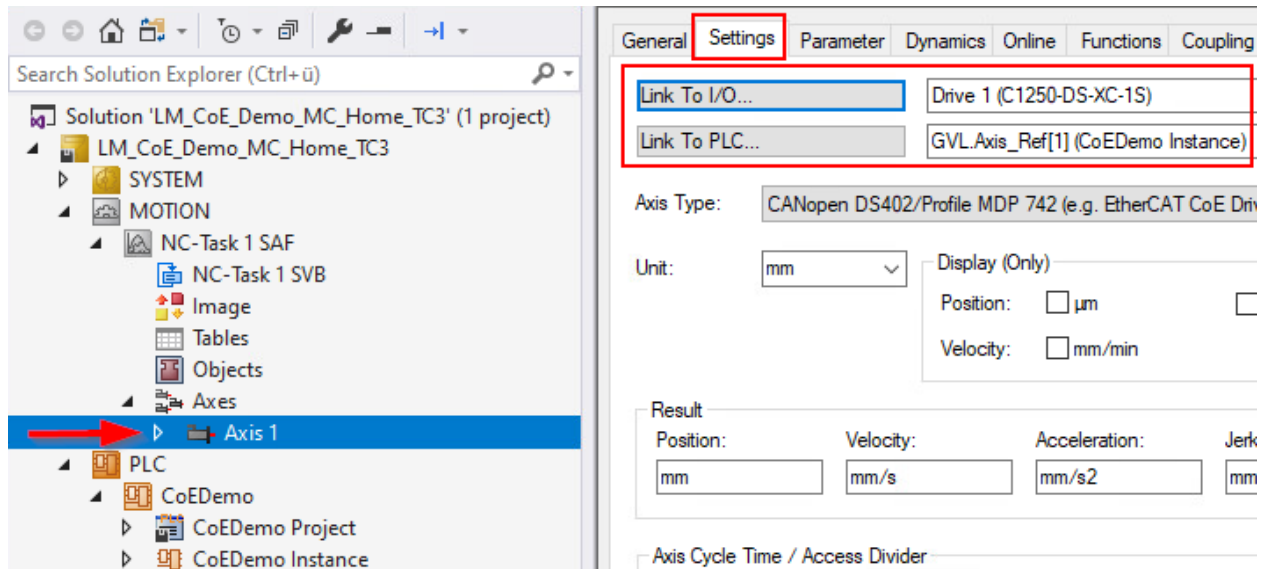 Search Solution Explorer (Ctrl+ü)
Solution 'LM_CoE_Demo_MC_Home_TC3' (1 project)
LM_CoE_Demo_MC_Home_TC3
SYSTEM
MOTION
NC-Task 1 SAF
NC-Task 1 SVB
Image
Tables
Objects
Axes
Axis 1
PLC
CoEDemo
CoEDemo Project
CoEDemo Instance
General Settings Parameter Dynamics Online Functions Coupling
Link To I/O... Drive 1 (C1250-DS-XC-1S)
Link To PLC... GVL.Axis_Ref[1] (CoEDemo Instance)
Axis Type: CANopen DS402/Profile MDP 742 (e.g. EtherCAT CoE
Unit: mm Display (Only)
Position: µm
Velocity: mm/min
Result
Position: Velocity: Acceleration:
mm mm/s mm/s2
Axis Cycle Time / Access Divider